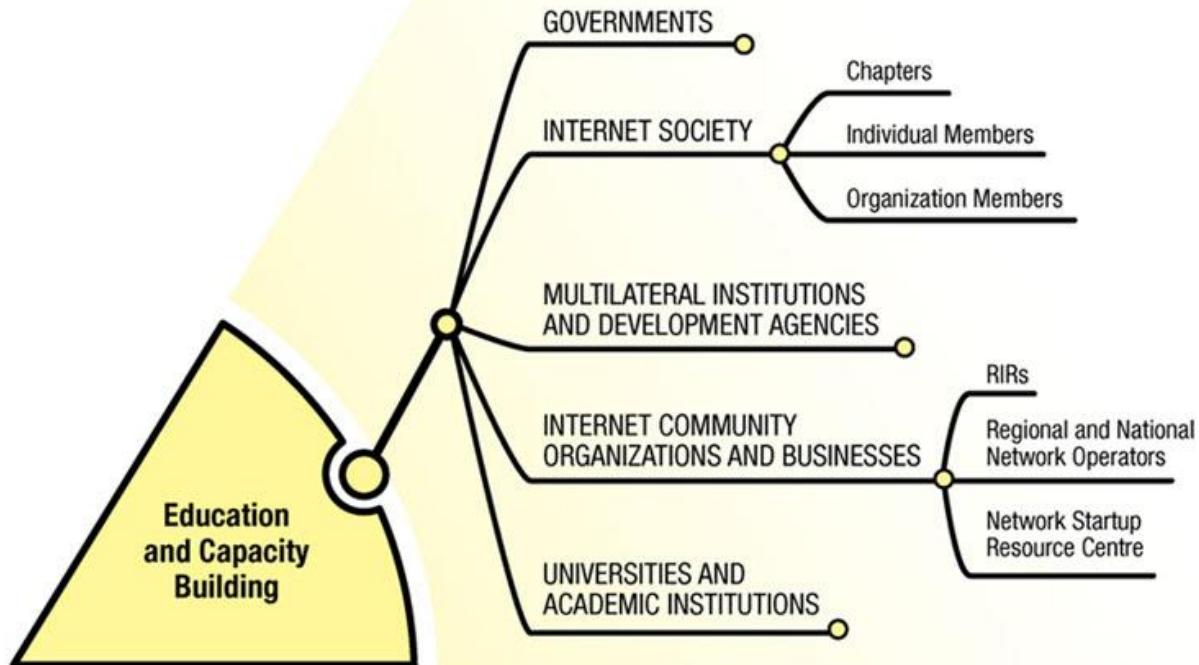 GOVERNMENTS
INTERNET SOCIETY
Chapters
Individual Members
Organization Members
MULTILATERAL INSTITUTIONS
AND DEVELOPMENT AGENCIES
INTERNET COMMUNITY
ORGANIZATIONS AND BUSINESSES
RIRs
Regional and National
Network Operators
Network Startup
Resource Centre
UNIVERSITIES AND
ACADEMIC INSTITUTIONS
Education
and Capacity
Building